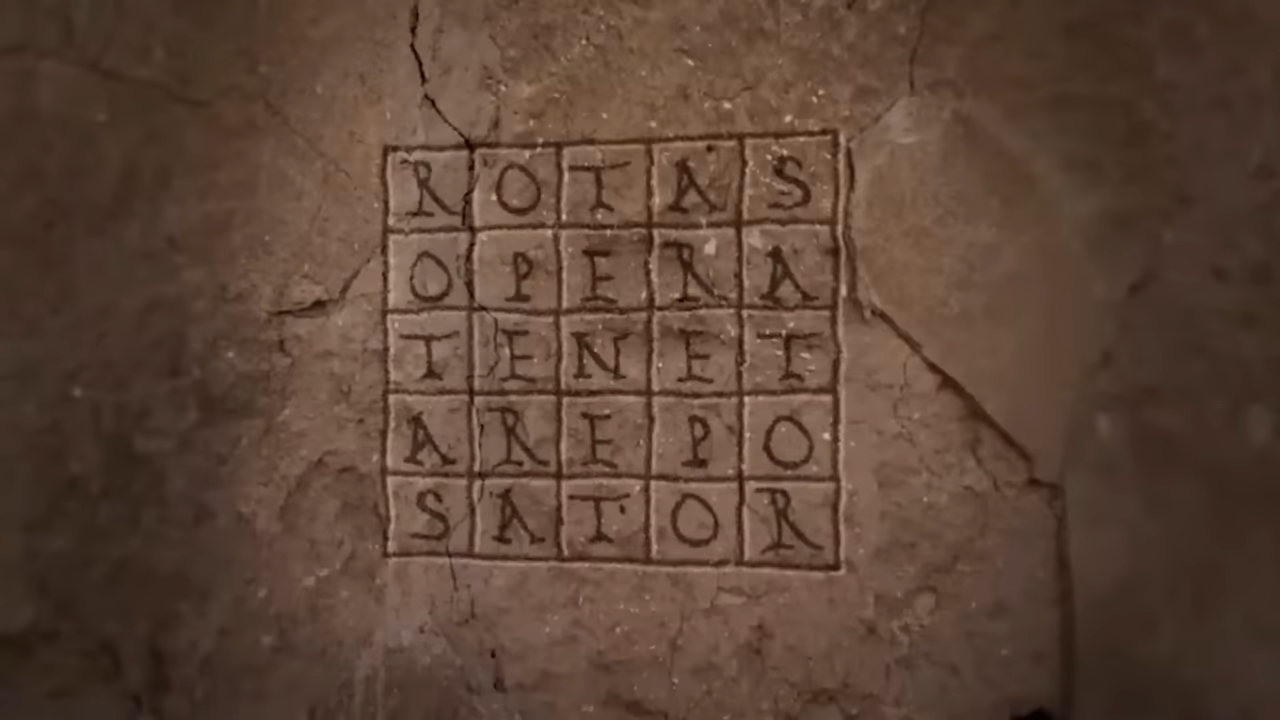 ROTAS
OPERA
TENET
AREPO
SATOR